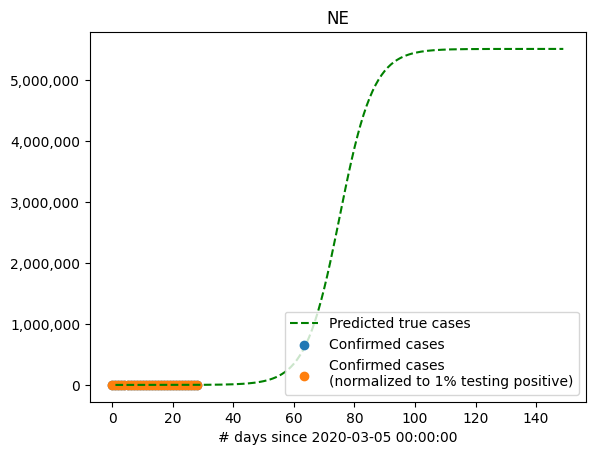 NE
5,000,000
4,000,000
3,000,000
2,000,000
1,000,000
0
Predicted true cases
Confirmed cases
Confirmed cases
(normalized to 1% testing positive)
0 20 40 60 80 100 120 140
# days since 2020-03-05 00:00:00